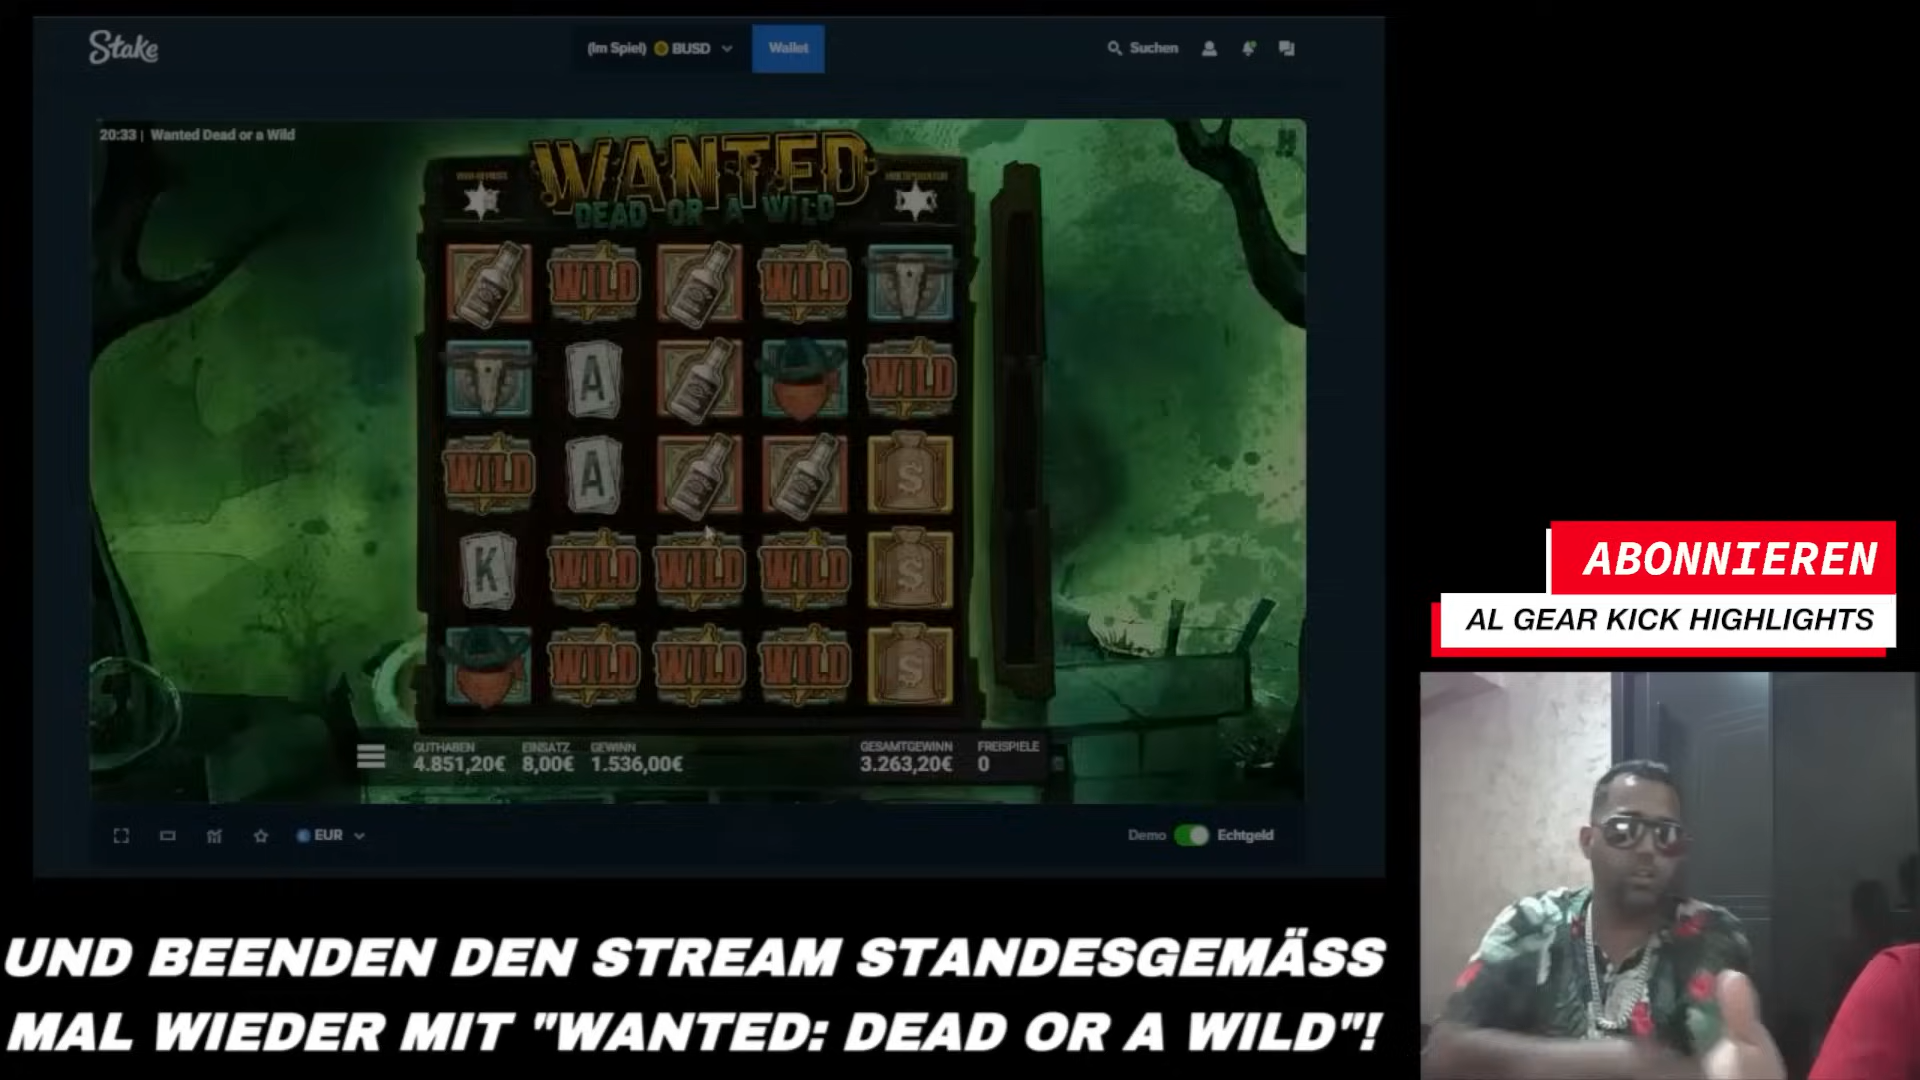 Stake
(Im Spiel) BUSD
Wallet
Suchen
20:33 | Wanted Dead or a Wild
WANTED
DEAD OR A WILD
WILD WILD
A WILD
WILD A $
K WILD WILD WILD $
WILD WILD WILD $
GUTHABEN EINSATZ GEWINN GESAMTGEWINN FREISPIELE
4.851,20€ 8,00€ 1.536,00€ 3.263,20€ 0
EUR
Demo Echtgeld
ABONNIEREN
AL GEAR KICK HIGHLIGHTS
UND BEENDEN DEN STREAM STANDESGEMÄSS
MAL WIEDER MIT "WANTED: DEAD OR A WILD"!